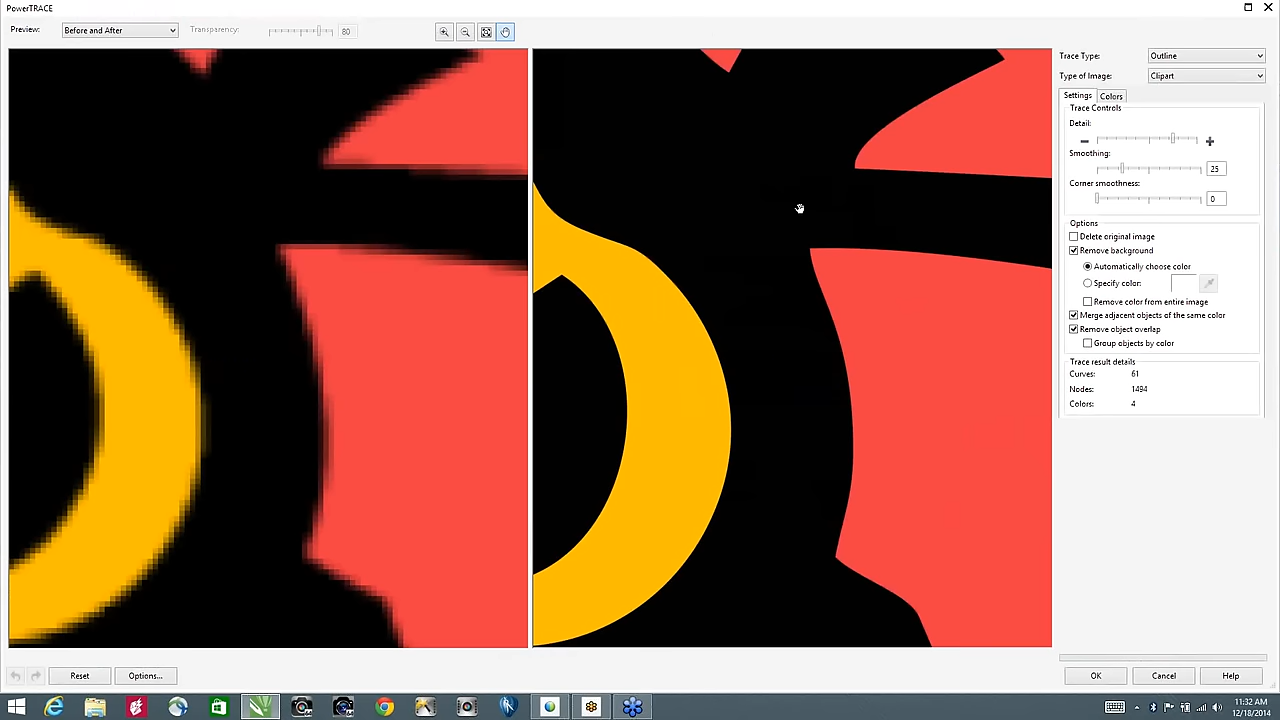 PowerTRACE
Preview: Before and After Transparency: 80
Trace Type: Outline
Type of Image: Clipart
Settings Colors
Trace Controls
Detail:
Smoothing:
25
Corner smoothness:
0
Options
Delete original image
Remove background
Automatically choose color
Specify color:
Remove color from entire image
Merge adjacent objects of the same color
Remove object overlap
Group objects by color
Trace result details
Curves: 61
Nodes: 1494
Colors: 4
Reset Options... OK Cancel Help
11:32 AM
12/18/2014